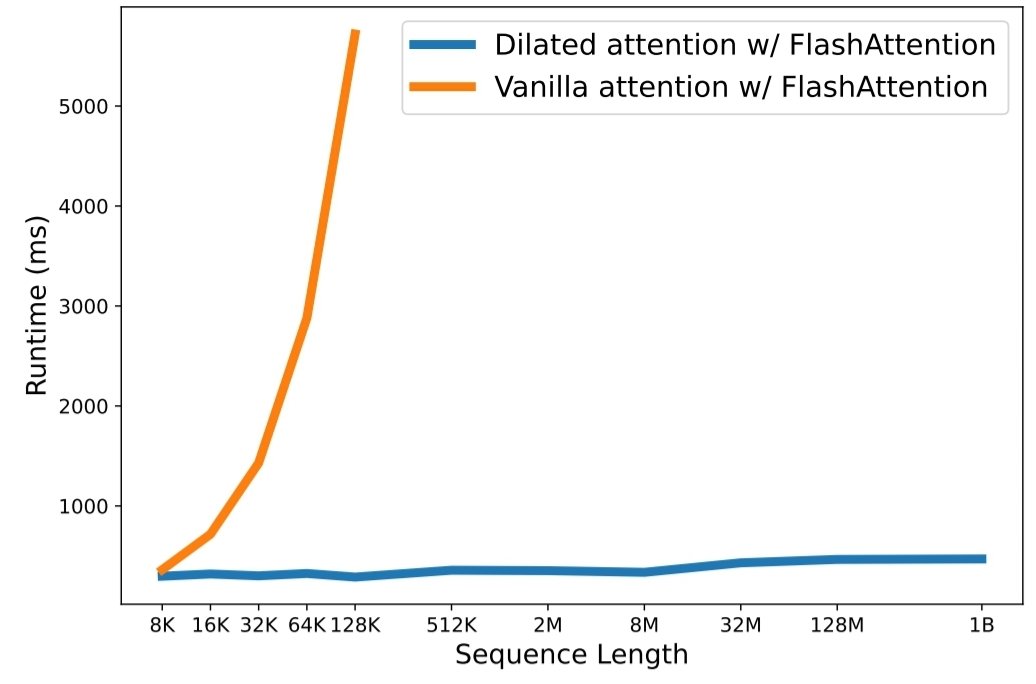 Dilated attention w/ FlashAttention
Vanilla attention w/ FlashAttention
Runtime (ms)
5000
4000
3000
2000
1000
8K 16K 32K 64K 128K 512K 2M 8M 32M 128M 1B
Sequence Length